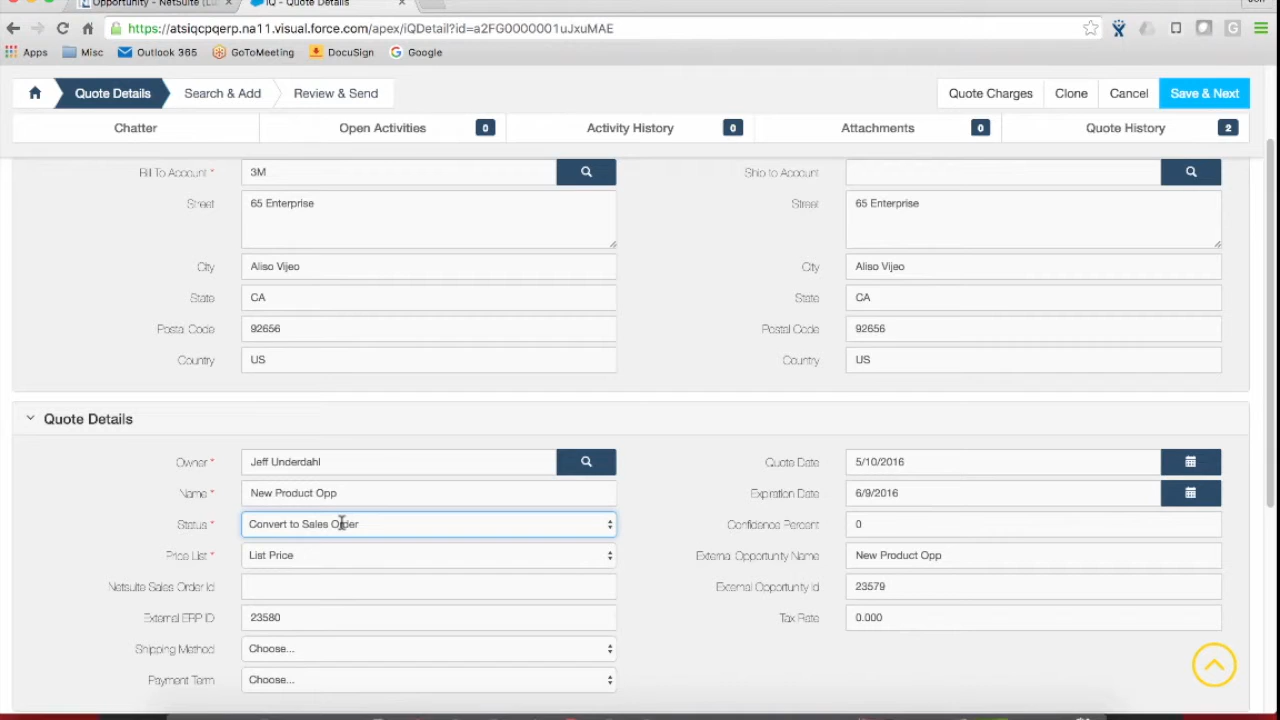 Opportunity - NetSuite
iQ - Quote Details
https://atsiqcpqerp.na11.visual.force.com/apex/iQDetail?id=a2FG0000001uJxuMAE
Apps Misc Outlook 365 GoToMeeting DocuSign Google
Quote Details Search & Add Review & Send Quote Charges Clone Cancel Save & Next
Chatter Open Activities 0 Activity History 0 Attachments 0 Quote History 2
Bill To Account * 3M Ship to Account
Street 65 Enterprise Street 65 Enterprise
City Aliso Vijeo City Aliso Vijeo
State CA State CA
Postal Code 92656 Postal Code 92656
Country US Country US
Quote Details
Owner * Jeff Underdahl Quote Date 5/10/2016
Name * New Product Opp Expiration Date 6/9/2016
Status * Convert to Sales Order Confidence Percent 0
Price List * List Price External Opportunity Name New Product Opp
Netsuite Sales Order Id External Opportunity Id 23579
External ERP ID 23580 Tax Rate 0.000
Shipping Method Choose...
Payment Term Choose...